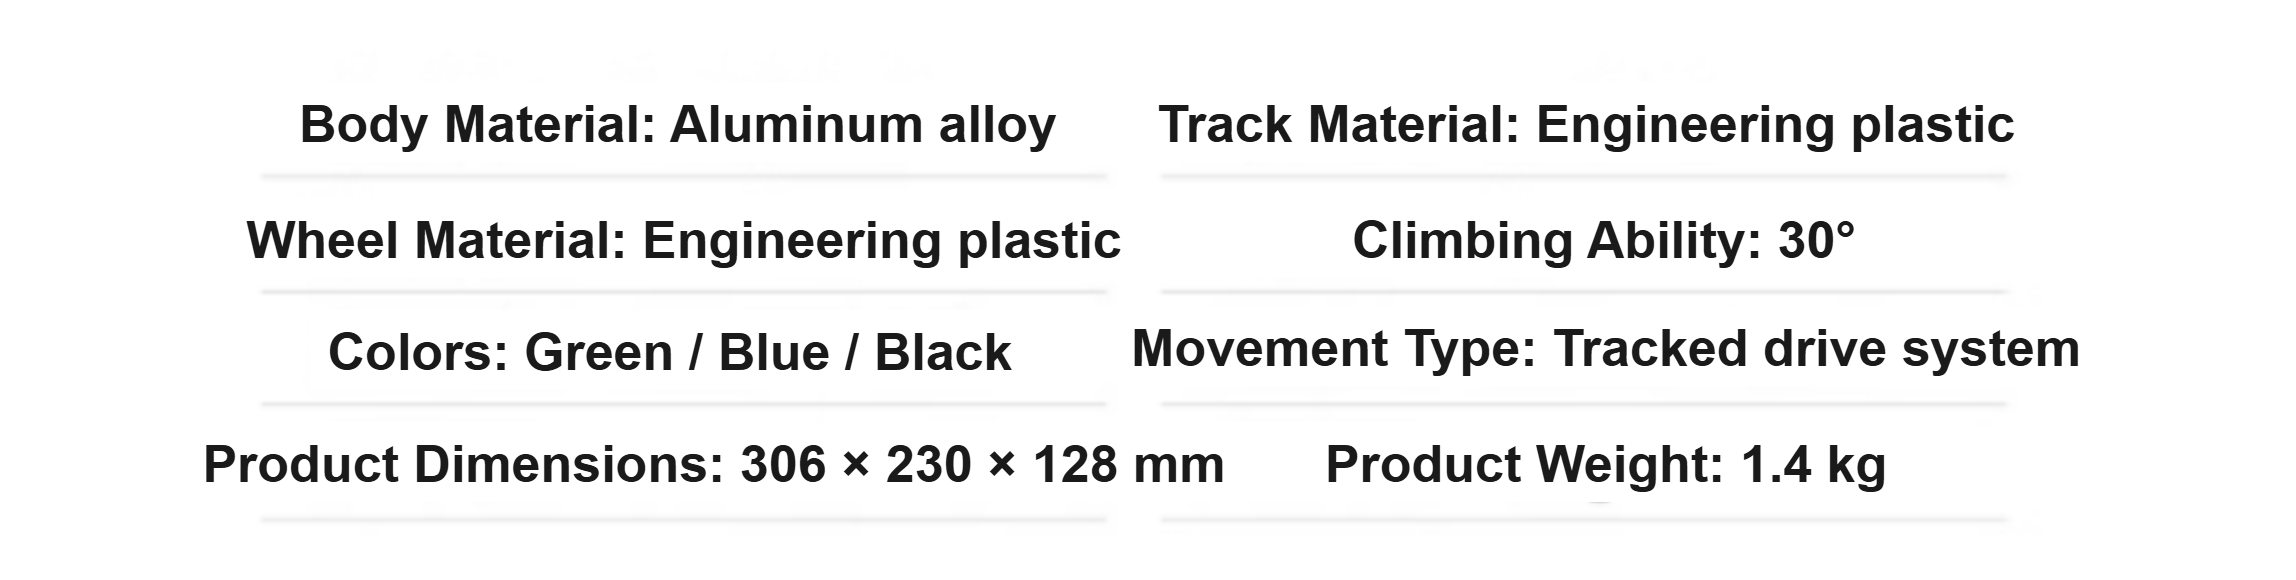 Body Material: Aluminum alloy
Track Material: Engineering plastic
Wheel Material: Engineering plastic
Climbing Ability: 30°
Colors: Green / Blue / Black
Movement Type: Tracked drive system
Product Dimensions: 306 × 230 × 128 mm
Product Weight: 1.4 kg